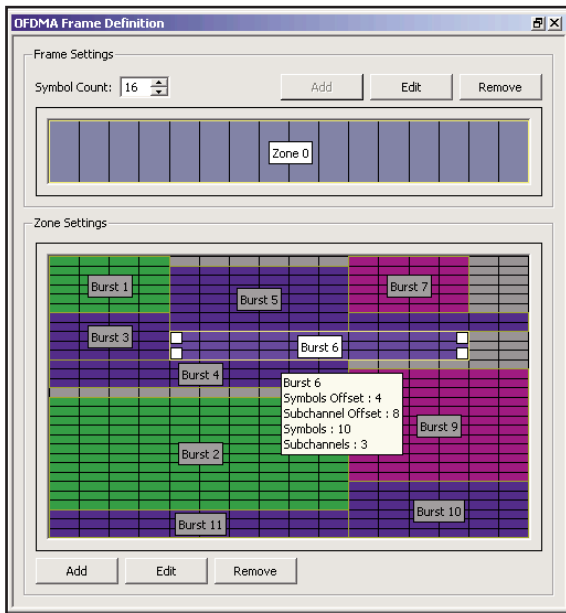 OFDMA Frame Definition
Frame Settings
Symbol Count: 16
Add
Edit
Remove
Zone 0
Zone Settings
Burst 1
Burst 7
Burst 5
Burst 3
Burst 6
Burst 4
Burst 6
Symbols Offset : 4
Subchannel Offset : 8
Symbols : 10
Subchannels : 3
Burst 9
Burst 2
Burst 10
Burst 11
Add
Edit
Remove